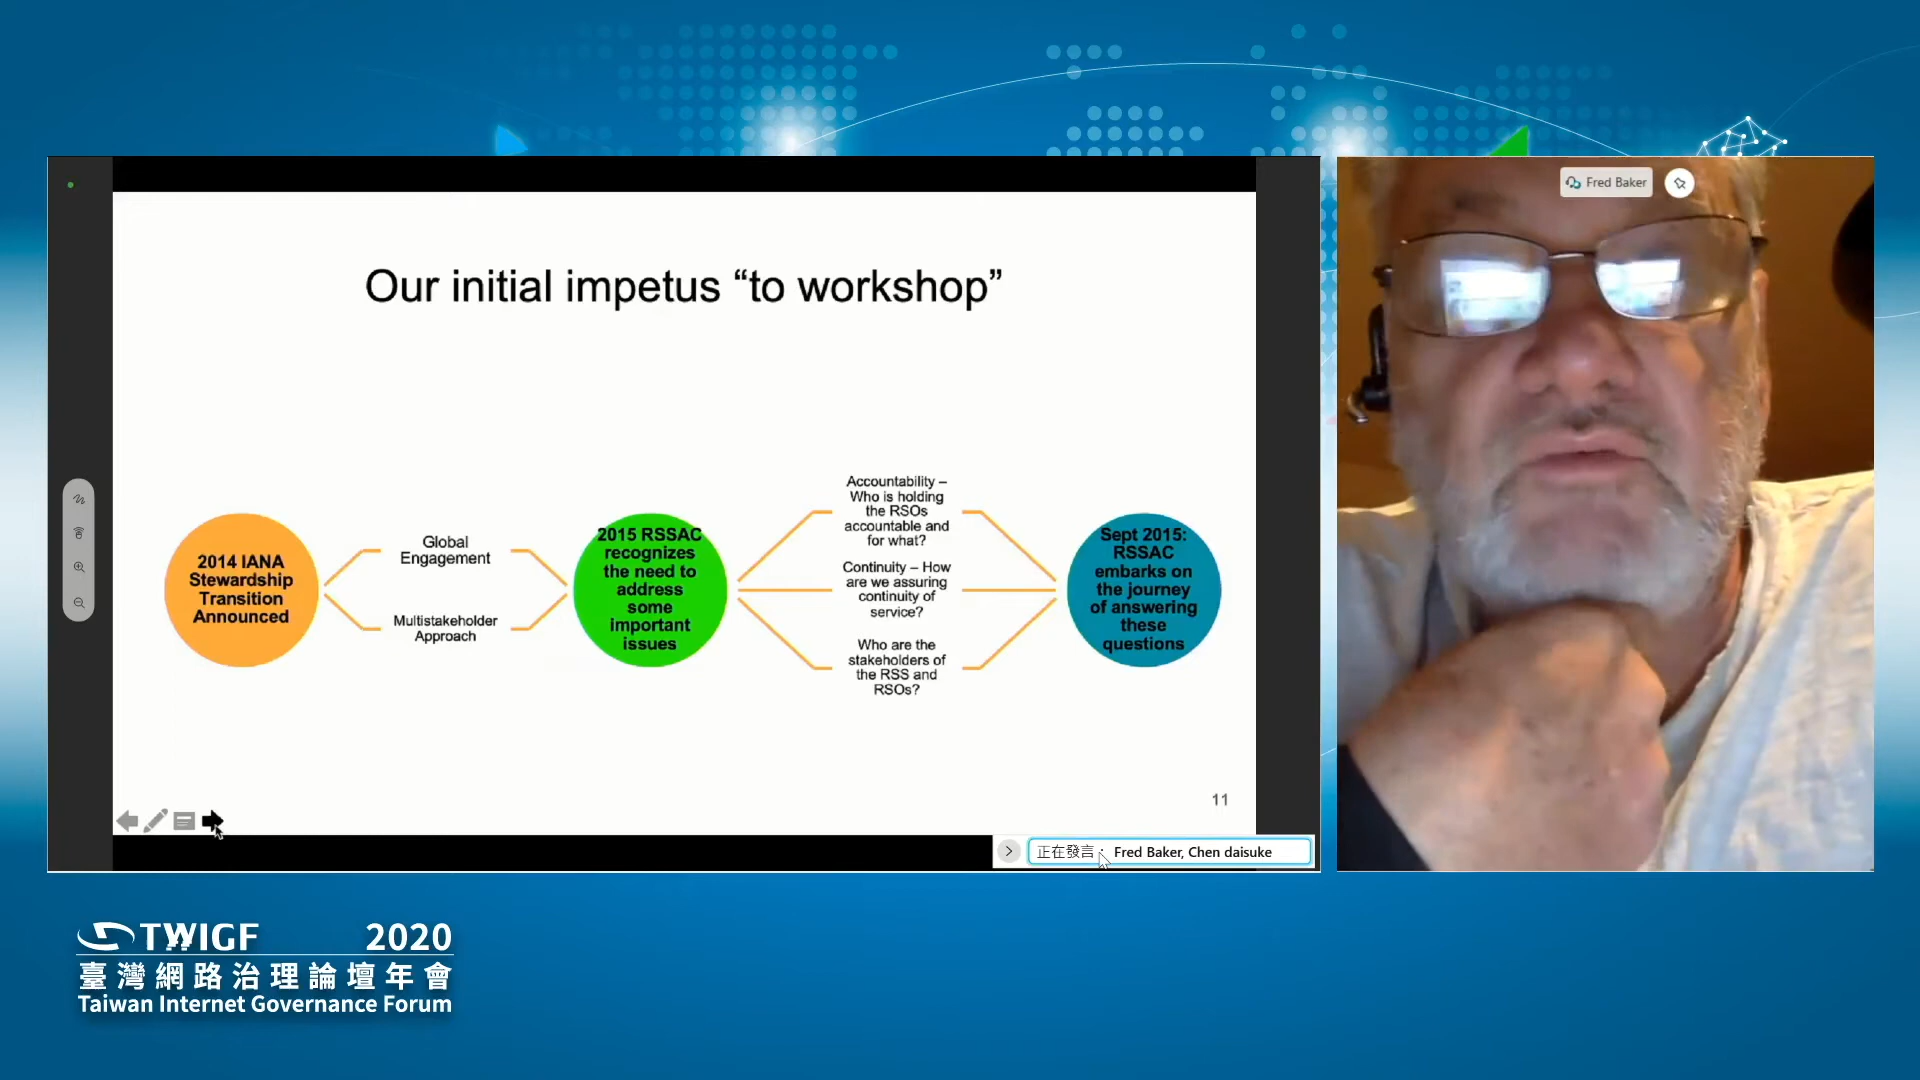 Our initial impetus “to workshop”
2014 IANA
Stewardship
Transition
Announced
Global
Engagement
Multistakeholder
Approach
2015 RSSAC
recognizes
the need to
address
some
important
issues
Accountability –
Who is holding
the RSOs
accountable and
for what?
Continuity – How
are we assuring
continuity of
service?
Who are the
stakeholders of
the RSS and
RSOs?
Sept 2015:
RSSAC
embarks on
the journey
of answering
these
questions
11
正在發言： Fred Baker, Chen daisuke
Fred Baker
TWIGF 2020
臺灣網路治理論壇年會
Taiwan Internet Governance Forum